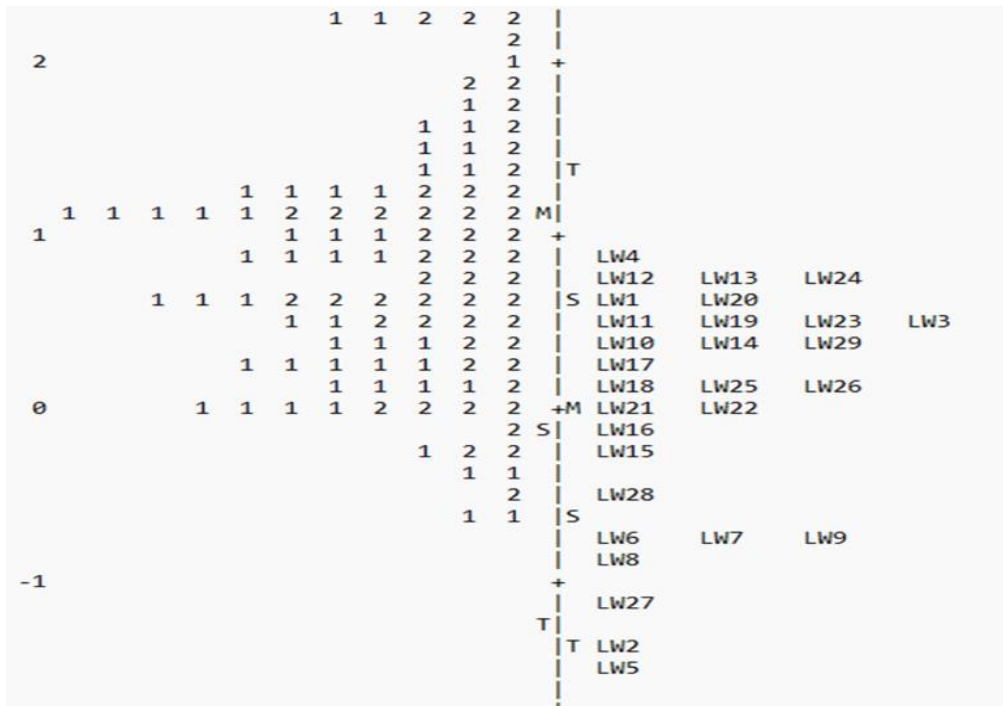 1 1 2 2 2 |
2 |
2 1 +
2 2 |
1 2 |
1 1 2 |
1 1 2 |
1 1 2 |T
1 1 1 1 2 2 2 |
1 1 1 1 1 2 2 2 2 2 2 M|
1 1 1 1 2 2 2 +
1 1 1 1 2 2 2 | LW4
2 2 2 | LW12 LW13 LW24
1 1 1 2 2 2 2 2 2 |S LW1 LW20
1 1 2 2 2 2 | LW11 LW19 LW23 LW3
1 1 1 2 2 | LW10 LW14 LW29
1 1 1 1 1 2 2 | LW17
1 1 1 1 2 | LW18 LW25 LW26
0 1 1 1 1 2 2 2 2 +M LW21 LW22
2 S| LW16
1 2 2 | LW15
1 1 |
2 | LW28
1 1 |S
| LW6 LW7 LW9
| LW8
-1 +
| LW27
T|
|T LW2
| LW5
|